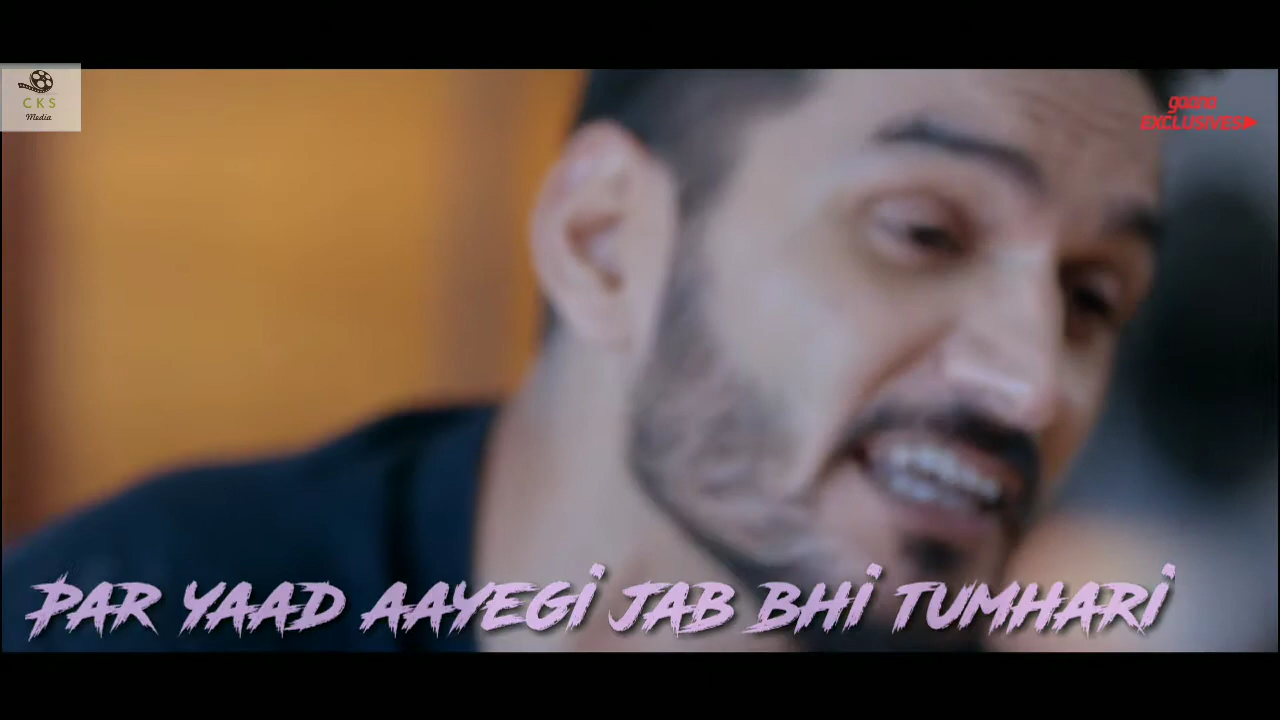 CKS
Media
gaana
EXCLUSIVES
PAR YAAD AAYEGI JAB BHI TUMHARI